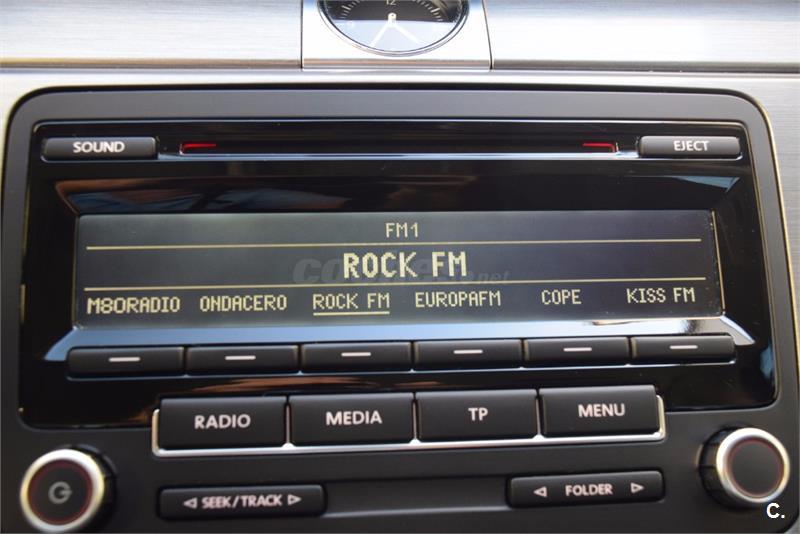 SOUND
EJECT
FM1
ROCK FM
M80RADIO ONDACERO ROCK FM EUROPAFM COPE KISS FM
RADIO MEDIA TP MENU
SEEK/TRACK FOLDER
C.